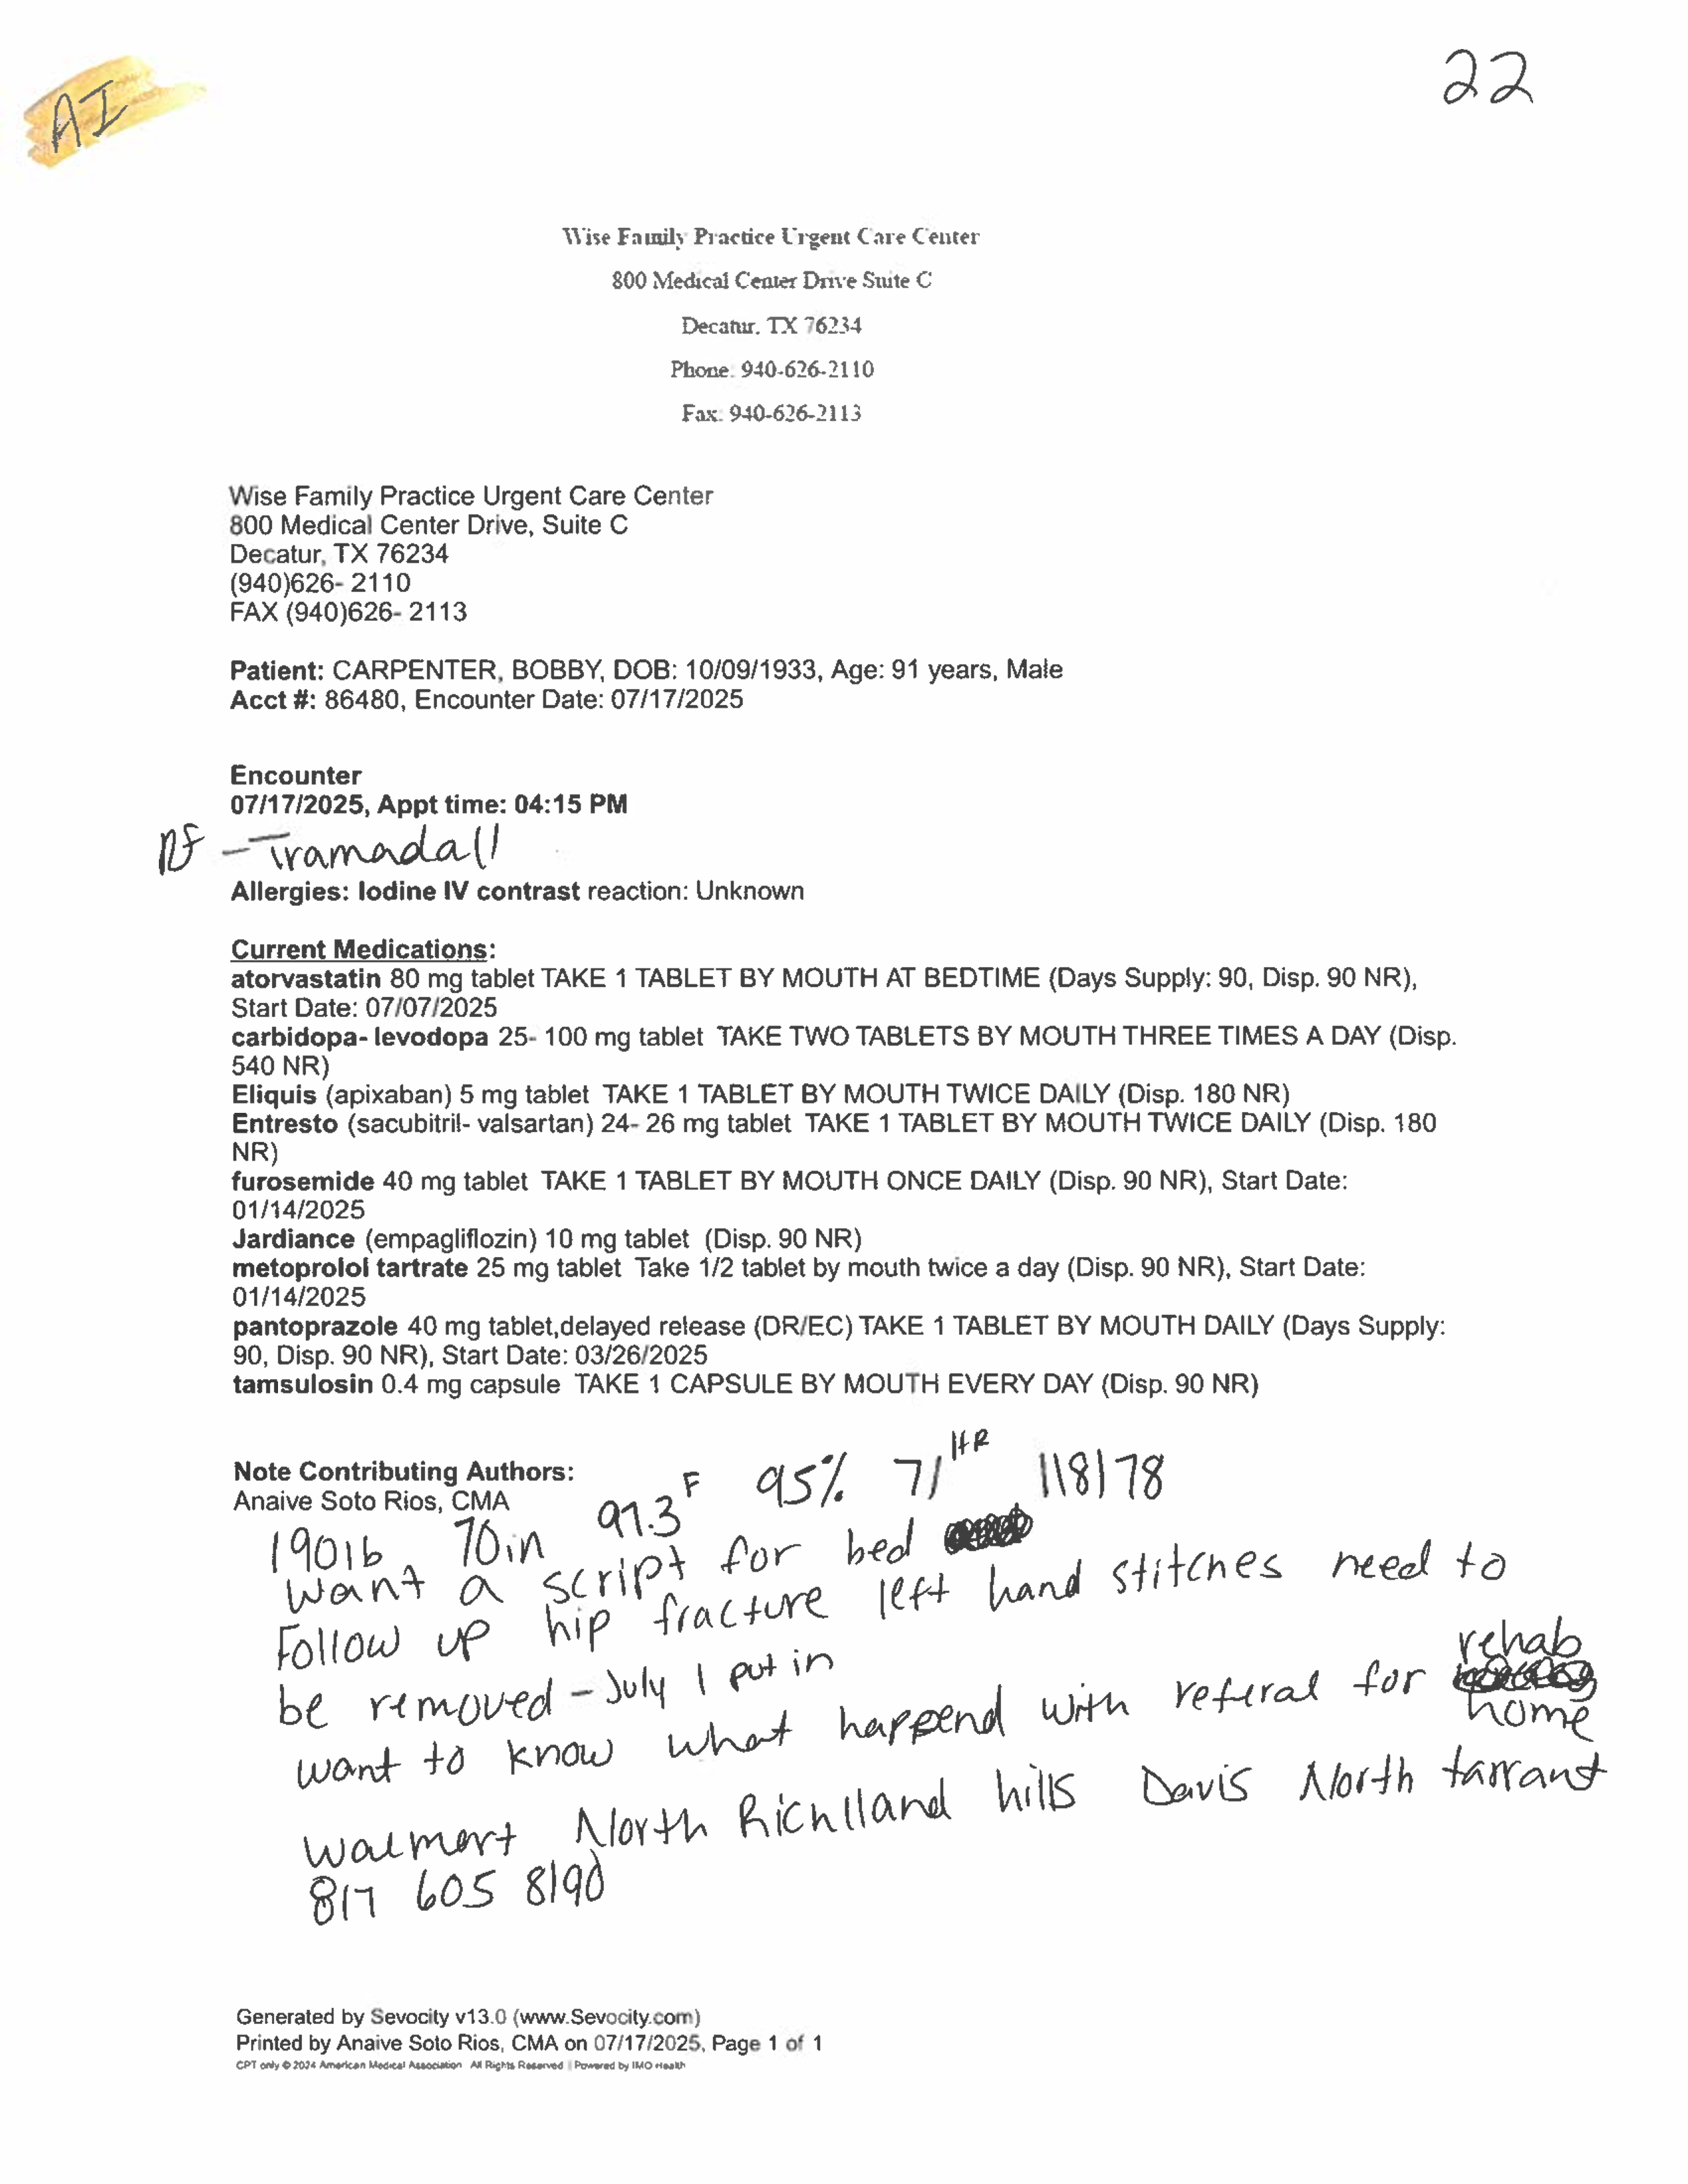 AI
22
Wise Family Practice Urgent Care Center
800 Medical Center Drive Suite C
Decatur, TX 76234
Phone: 940-626-2110
Fax: 940-626-2113
Wise Family Practice Urgent Care Center
800 Medical Center Drive, Suite C
Decatur, TX 76234
(940)626- 2110
FAX (940)626- 2113
Patient: CARPENTER, BOBBY, DOB: 10/09/1933, Age: 91 years, Male
Acct #: 86480, Encounter Date: 07/17/2025
Encounter
07/17/2025, Appt time: 04:15 PM
RF - Tramadall
Allergies: Iodine IV contrast reaction: Unknown
Current Medications:
atorvastatin 80 mg tablet TAKE 1 TABLET BY MOUTH AT BEDTIME (Days Supply: 90, Disp. 90 NR),
Start Date: 07/07/2025
carbidopa- levodopa 25- 100 mg tablet TAKE TWO TABLETS BY MOUTH THREE TIMES A DAY (Disp.
540 NR)
Eliquis (apixaban) 5 mg tablet TAKE 1 TABLET BY MOUTH TWICE DAILY (Disp. 180 NR)
Entresto (sacubitril- valsartan) 24- 26 mg tablet TAKE 1 TABLET BY MOUTH TWICE DAILY (Disp. 180
NR)
furosemide 40 mg tablet TAKE 1 TABLET BY MOUTH ONCE DAILY (Disp. 90 NR), Start Date:
01/14/2025
Jardiance (empagliflozin) 10 mg tablet (Disp. 90 NR)
metoprolol tartrate 25 mg tablet Take 1/2 tablet by mouth twice a day (Disp. 90 NR), Start Date:
01/14/2025
pantoprazole 40 mg tablet,delayed release (DR/EC) TAKE 1 TABLET BY MOUTH DAILY (Days Supply:
90, Disp. 90 NR), Start Date: 03/26/2025
tamsulosin 0.4 mg capsule TAKE 1 CAPSULE BY MOUTH EVERY DAY (Disp. 90 NR)
Note Contributing Authors:
Anaive Soto Rios, CMA
190lb 70in 97.3 F 95% 71 HR 118/78
Want a script for bed
Follow up hip fracture left hand stitches need to
be removed - July 1 put in
want to know what happend with referal for rehab
home
Walmart North Richlland hills Davis North tarrant
817 605 8190
Generated by Sevocity v13.0 (www.Sevocity.com)
Printed by Anaive Soto Rios, CMA on 07/17/2025, Page 1 of 1
CPT only © 2024 American Medical Association All Rights Reserved | Powered by IMO Health